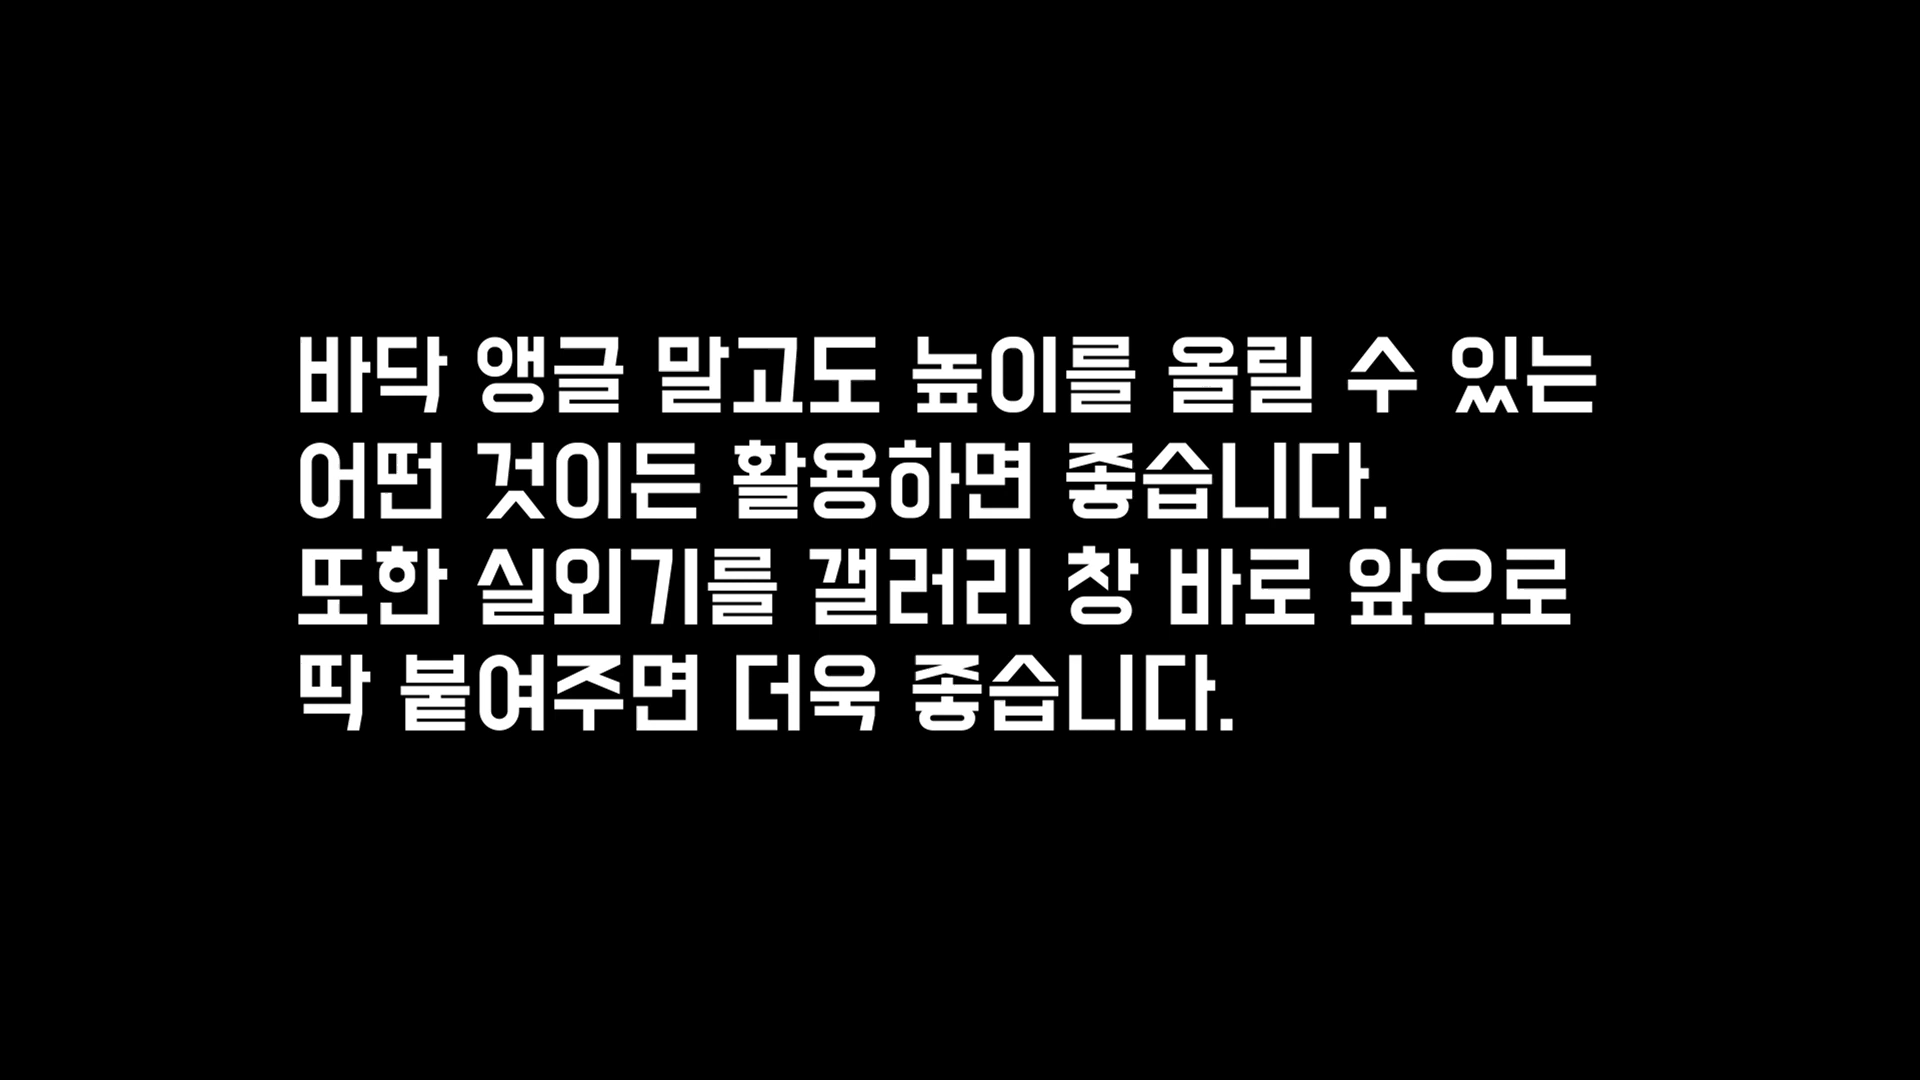 바닥 앵글 말고도 높이를 올릴 수 있는
어떤 것이든 활용하면 좋습니다.
또한 실외기를 갤러리 창 바로 앞으로
딱 붙여주면 더욱 좋습니다.